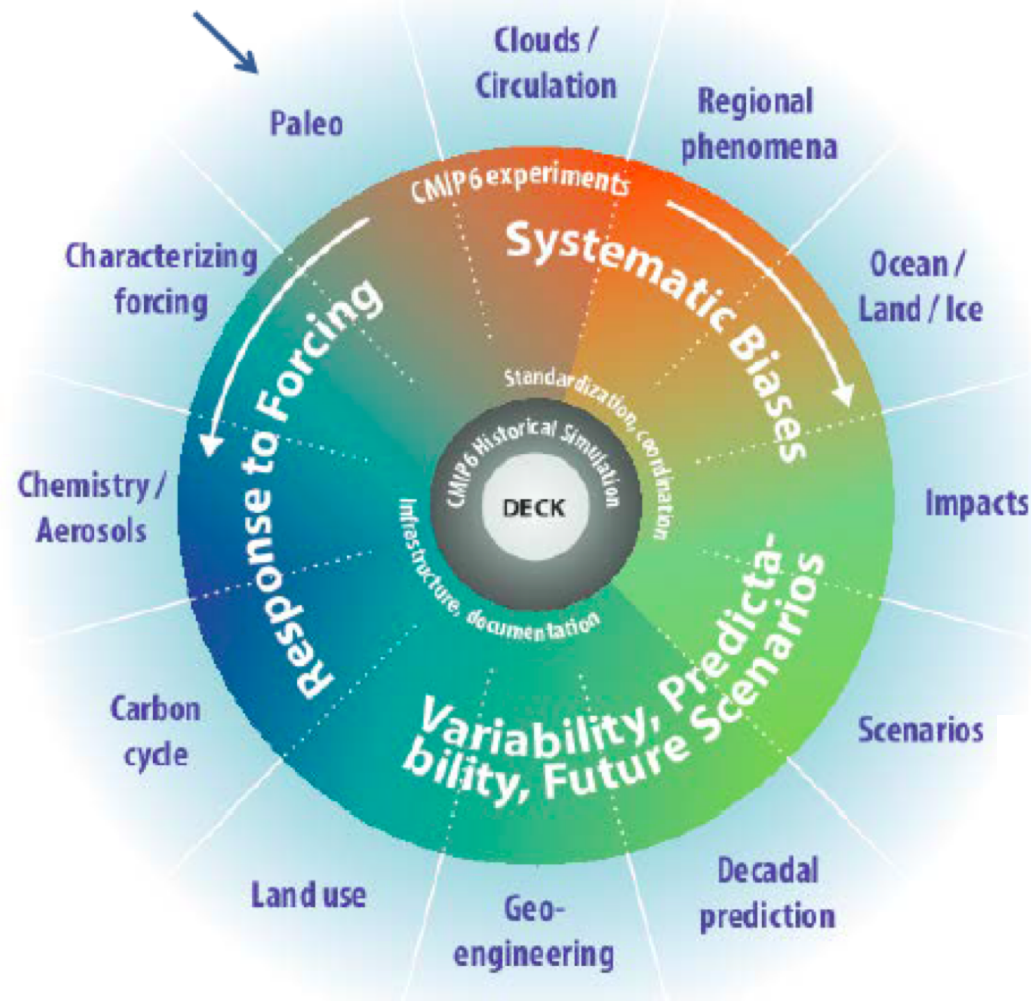 Clouds /
Circulation
Regional
phenomena
Ocean /
Land / Ice
Impacts
Scenarios
Decadal
prediction
Geo-
engineering
Land use
Carbon
cycle
Chemistry /
Aerosols
Characterizing
forcing
Paleo
CMIP6 experiments
Systematic Biases
Variability, Predicta-
bility, Future Scenarios
Response to Forcing
Standardization, coordination
Infrastructure, documentation
CMIP6 Historical Simulation
DECK